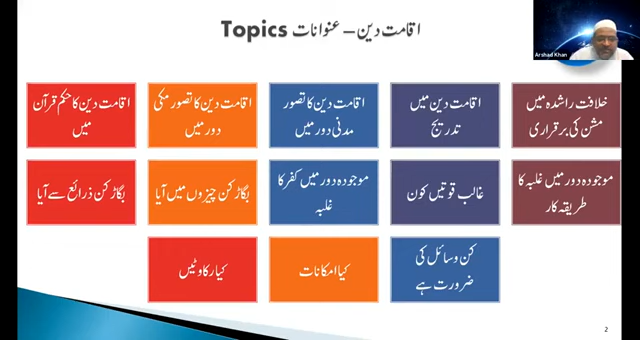 اقامت دین – عنوانات Topics
Arshad Khan
خلافت راشدہ میں
مشن کی برقراری
اقامت دین میں
تدریج
اقامت دین کا تصور
مدنی دور میں
اقامت دین کا تصور مکی
دور میں
اقامت دین کا حکم قرآن
میں
موجودہ دور میں غلبہ کا
طریقہ کار
غالب قوتیں کون
موجودہ دور میں کفر کا
غلبہ
بگاڑ کن چیزوں میں آیا
بگاڑ کن ذرائع سے آیا
کن وسائل کی
ضرورت ہے
کیا امکانات
کیا رکاوٹیں
2